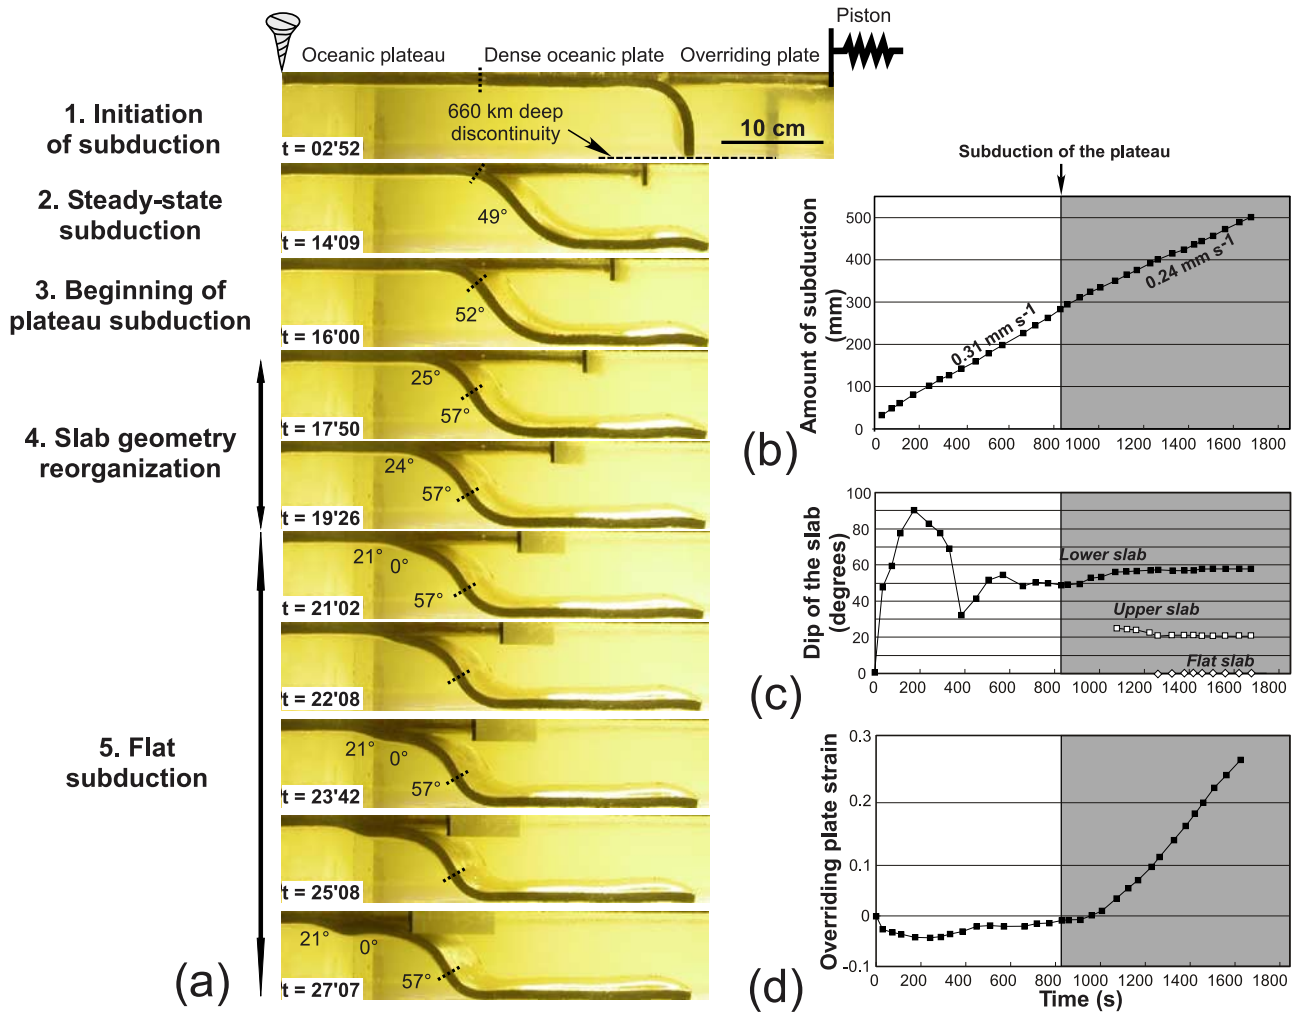 Piston
Oceanic plateau
Dense oceanic plate
Overriding plate
1. Initiation
of subduction
660 km deep
discontinuity
10 cm
t = 02'52
2. Steady-state
subduction
49°
t = 14'09
3. Beginning of
plateau subduction
52°
t = 16'00
25°
57°
t = 17'50
4. Slab geometry
reorganization
24°
57°
t = 19'26
21°
0°
57°
t = 21'02
t = 22'08
5. Flat
subduction
21°
0°
57°
t = 23'42
t = 25'08
21°
0°
57°
t = 27'07
(a)
Subduction of the plateau
Amount of subduction
(mm)
500
400
300
200
100
0
0.31 mm s-1
0.24 mm s-1
0 200 400 600 800 1000 1200 1400 1600 1800
(b)
Dip of the slab
(degrees)
100
80
60
40
20
0
Lower slab
Upper slab
Flat slab
0 200 400 600 800 1000 1200 1400 1600 1800
(c)
Overriding plate strain
0.3
0.2
0.1
0
-0.1
0 200 400 600 800 1000 1200 1400 1600 1800
Time (s)
(d)